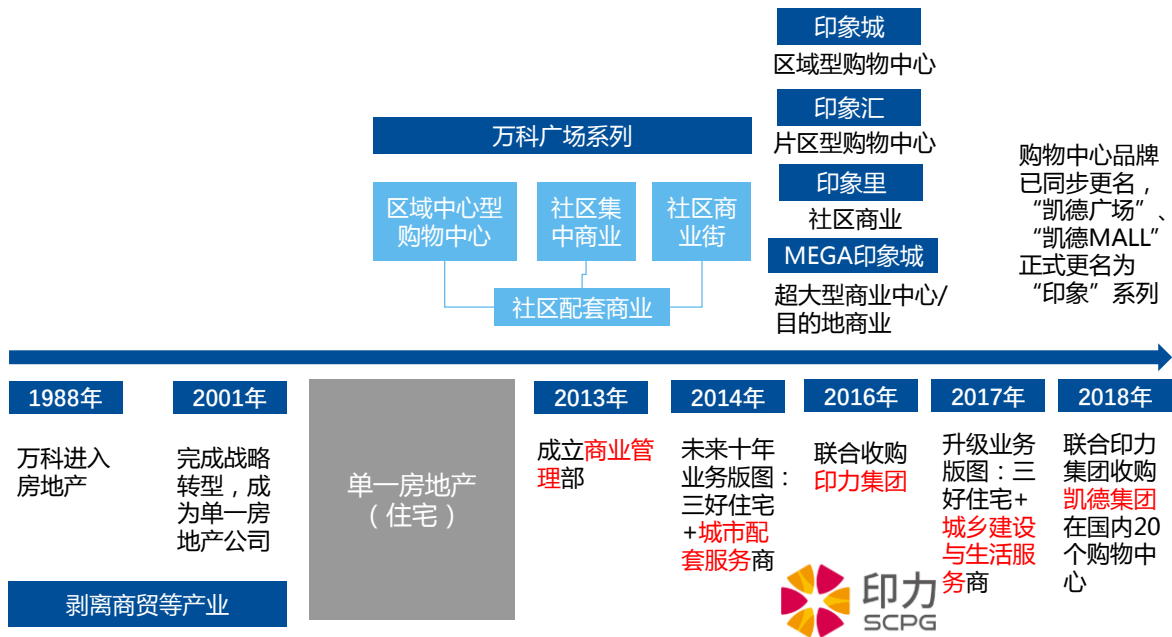 印象城
区域型购物中心
印象汇
片区型购物中心
印象里
社区商业
MEGA印象城
超大型商业中心/
目的地商业
万科广场系列
区域中心型
购物中心
社区集
中商业
社区商
业街
社区配套商业
购物中心品牌
已同步更名，
“凯德广场”、
“凯德MALL”
正式更名为
“印象”系列
1988年
万科进入
房地产
2001年
完成战略
转型，成
为单一房
地产公司
剥离商贸等产业
单一房地产
（住宅）
2013年
成立商业管
理部
2014年
未来十年
业务版图：
三好住宅
+城市配
套服务商
2016年
联合收购
印力集团
印力
SCPG
2017年
升级业务
版图：三
好住宅+
城乡建设
与生活服
务商
2018年
联合印力
集团收购
凯德集团
在国内20
个购物中
心